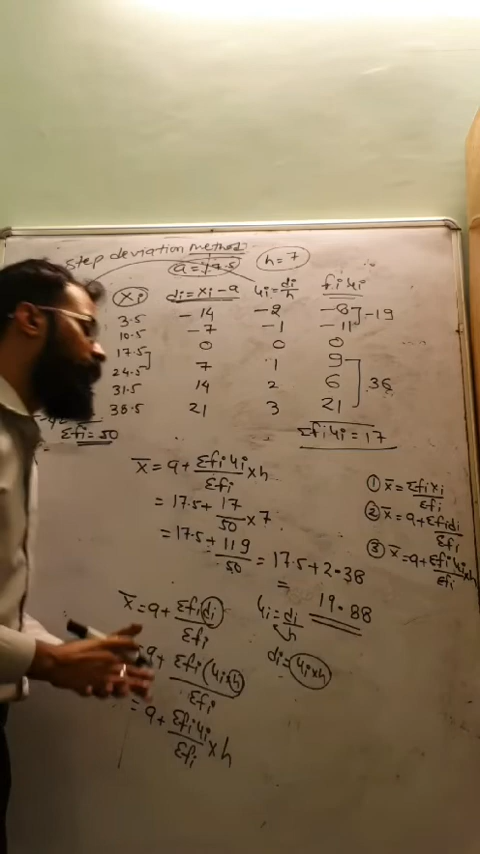 Step deviation method:
a=17.5 h=7
xi di=xi-a ui=di/h fiui
3.5 -14 -2 -8 -19
10.5 -7 -1 -11
17.5 0 0 0
24.5 7 1 9
31.5 14 2 6 36
38.5 21 3 21
Σfi=50 Σfiui=17
x̄=a+Σfiui/Σfi×h
=17.5+17/50×7
=17.5+119/50=17.5+2.38
= 19.88
① x̄=Σfixi/Σfi
② x̄=a+Σfidi/Σfi
③ x̄=a+Σfiui/Σfi×h
x̄=a+Σfidi/Σfi
=a+Σfi(ui×h)/Σfi
=a+Σfiui/Σfi×h
ui=di/h
di=ui×h